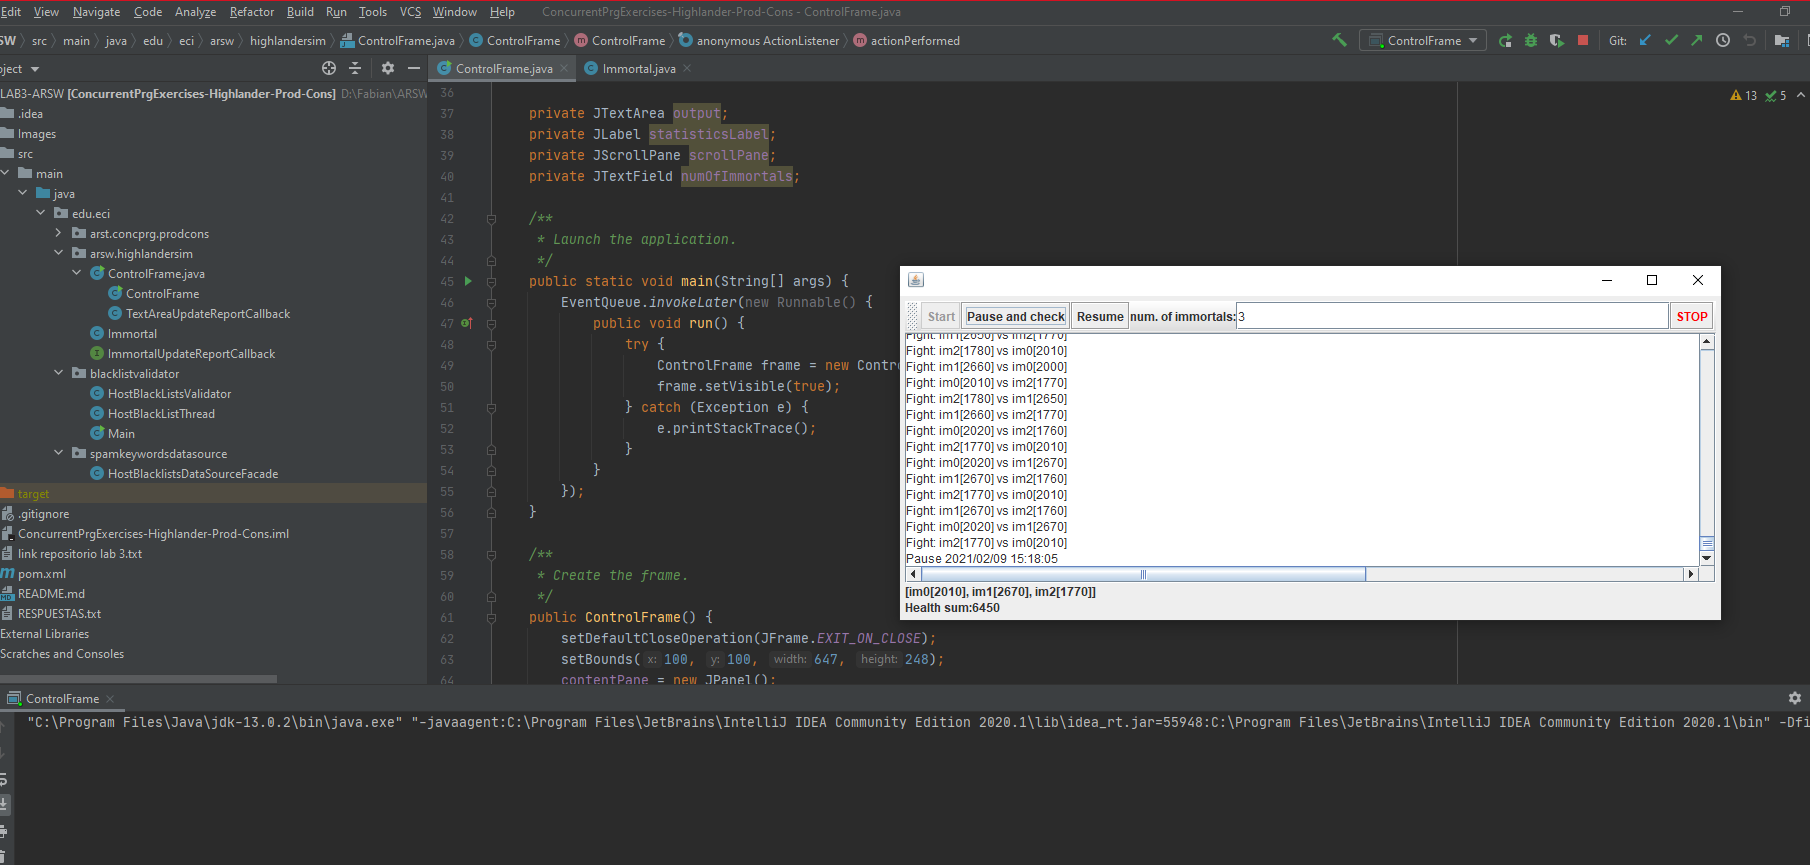 Edit View Navigate Code Analyze Refactor Build Run Tools VCS Window Help ConcurrentPrgExercises-Highlander-Prod-Cons - ControlFrame.java
src main java edu eci arsw highlandersim ControlFrame.java ControlFrame ControlFrame anonymous ActionListener actionPerformed
ControlFrame Git:
ControlFrame.java Immortal.java
LAB3-ARSW [ConcurrentPrgExercises-Highlander-Prod-Cons] D:\Fabian\ARSW
.idea
Images
src
main
java
edu.eci
arst.concprg.prodcons
arsw.highlandersim
ControlFrame.java
ControlFrame
TextAreaUpdateReportCallback
Immortal
ImmortalUpdateReportCallback
blacklistvalidator
HostBlackListsValidator
HostBlackListThread
Main
spamkeywordsdatasource
HostBlacklistsDataSourceFacade
target
.gitignore
ConcurrentPrgExercises-Highlander-Prod-Cons.iml
link repositorio lab 3.txt
pom.xml
README.md
RESPUESTAS.txt
External Libraries
Scratches and Consoles
13 5
36
37 private JTextArea output;
38 private JLabel statisticsLabel;
39 private JScrollPane scrollPane;
40 private JTextField numOfImmortals;
41
42 /**
43 * Launch the application.
44 */
45 public static void main(String[] args) {
46 EventQueue.invokeLater(new Runnable() {
47 public void run() {
48 try {
49 ControlFrame frame = new Contro
50 frame.setVisible(true);
51 } catch (Exception e) {
52 e.printStackTrace();
53 }
54 }
55 });
56 }
57
58 /**
59 * Create the frame.
60 */
61 public ControlFrame() {
62 setDefaultCloseOperation(JFrame.EXIT_ON_CLOSE);
63 setBounds( x: 100, y: 100, width: 647, height: 248);
64 contentPane = new JPanel();
Start Pause and check Resume num. of immortals: 3 STOP
Fight: im1[2650] vs im2[1770]
Fight: im2[1780] vs im0[2010]
Fight: im1[2660] vs im0[2000]
Fight: im0[2010] vs im2[1770]
Fight: im2[1780] vs im1[2650]
Fight: im1[2660] vs im2[1770]
Fight: im0[2020] vs im2[1760]
Fight: im2[1770] vs im0[2010]
Fight: im0[2020] vs im1[2670]
Fight: im1[2670] vs im2[1760]
Fight: im2[1770] vs im0[2010]
Fight: im1[2670] vs im2[1760]
Fight: im0[2020] vs im1[2670]
Fight: im2[1770] vs im0[2010]
Pause 2021/02/09 15:18:05
[im0[2010], im1[2670], im2[1770]]
Health sum:6450
ControlFrame
"C:\Program Files\Java\jdk-13.0.2\bin\java.exe" "-javaagent:C:\Program Files\JetBrains\IntelliJ IDEA Community Edition 2020.1\lib\idea_rt.jar=55948:C:\Program Files\JetBrains\IntelliJ IDEA Community Edition 2020.1\bin" -Dfi